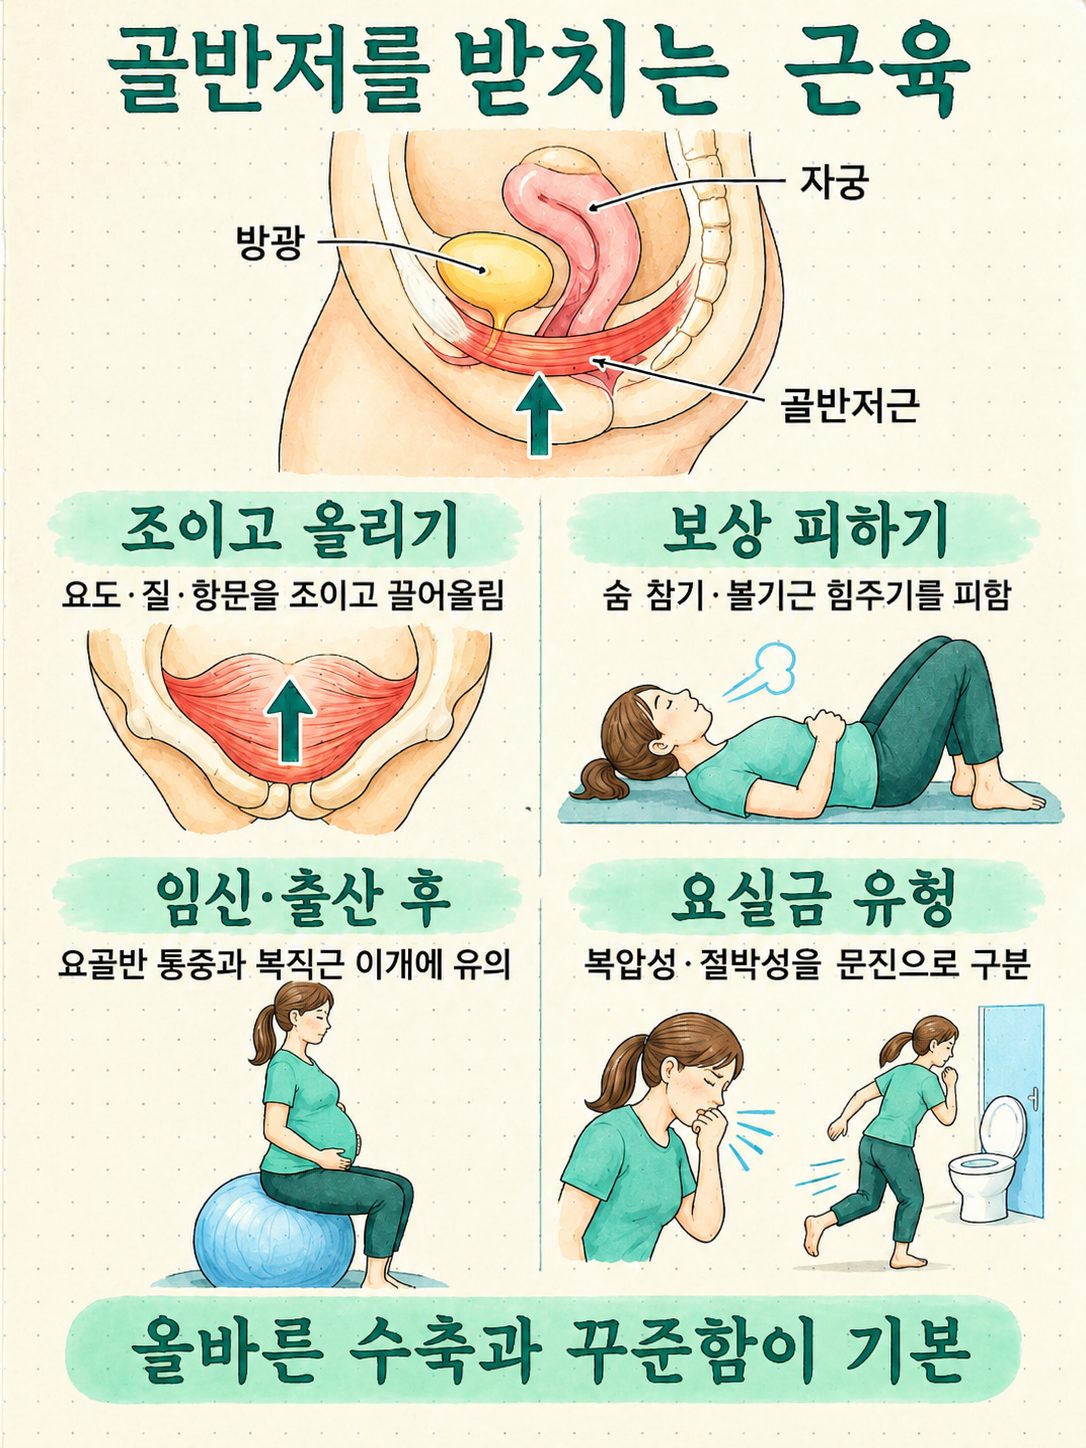 골반저를 받치는 근육
자궁
방광
골반저근
조이고 올리기
요도·질·항문을 조이고 끌어올림
보상 피하기
숨 참기·볼기근 힘주기를 피함
임신·출산 후
요골반 통증과 복직근 이개에 유의
요실금 유형
복압성·절박성을 문진으로 구분
올바른 수축과 꾸준함이 기본